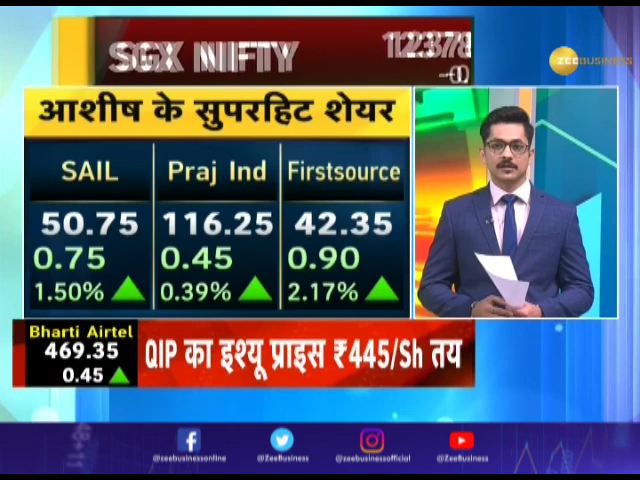 SGX NIFTY
ZEEBUSINESS
आशीष के सुपरहिट शेयर
SAIL Praj Ind Firstsource
50.75 116.25 42.35
0.75 0.45 0.90
1.50% 0.39% 2.17%
Bharti Airtel
469.35
0.45
QIP का इश्यू प्राइस ₹445/Sh तय
@zeebusinessonline @ZeeBusiness @zeebusinessofficial @ZeeBusiness